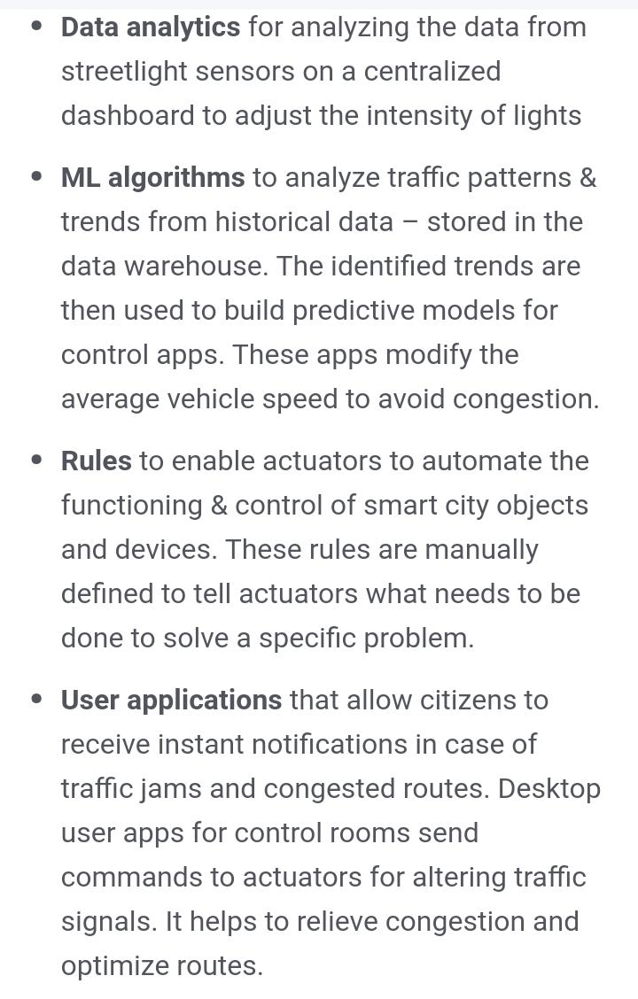 • Data analytics for analyzing the data from
streetlight sensors on a centralized
dashboard to adjust the intensity of lights
• ML algorithms to analyze traffic patterns &
trends from historical data – stored in the
data warehouse. The identified trends are
then used to build predictive models for
control apps. These apps modify the
average vehicle speed to avoid congestion.
• Rules to enable actuators to automate the
functioning & control of smart city objects
and devices. These rules are manually
defined to tell actuators what needs to be
done to solve a specific problem.
• User applications that allow citizens to
receive instant notifications in case of
traffic jams and congested routes. Desktop
user apps for control rooms send
commands to actuators for altering traffic
signals. It helps to relieve congestion and
optimize routes.